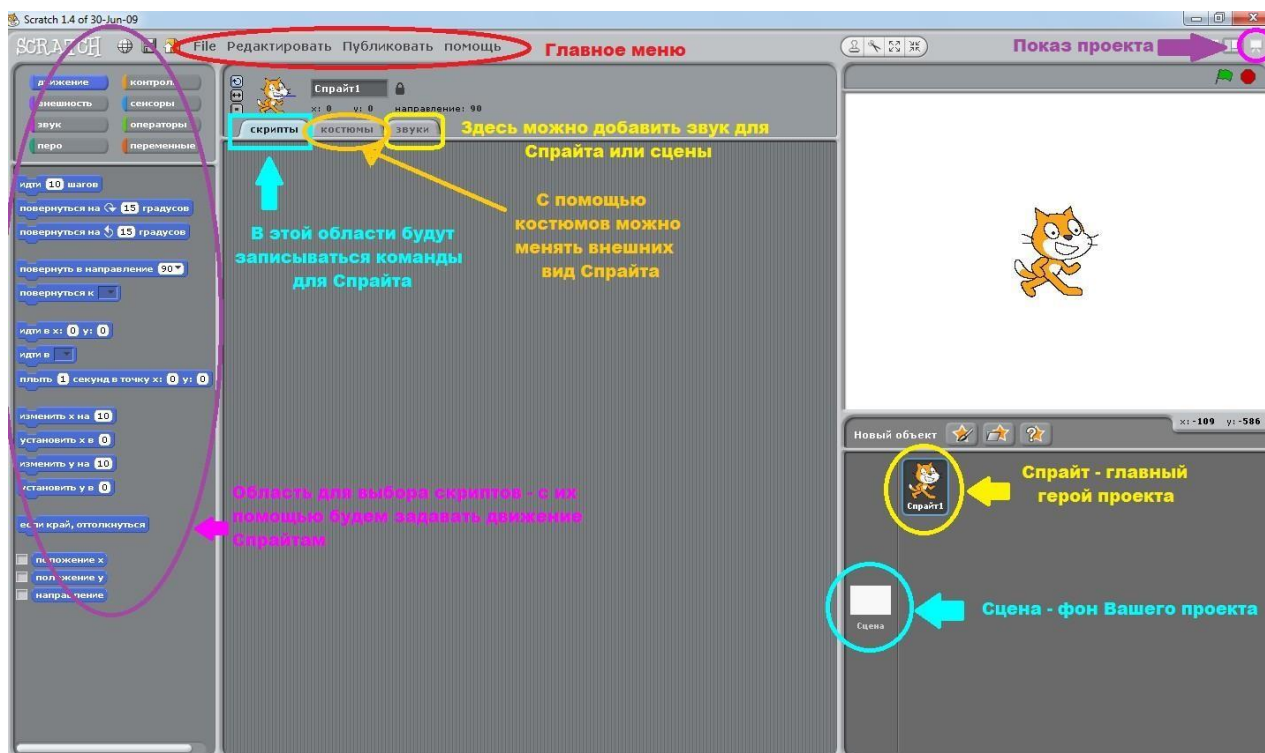 Scratch 1.4 of 30-Jun-09
SCRATCH File Редактировать Публиковать помощь
Главное меню
Показ проекта
движение контроль
внешность сенсоры
звук операторы
перо переменные
Спрайт1
x: 0 y: 0 направление: 90
скрипты костюмы звуки
Здесь можно добавить звук для
Спрайта или сцены
С помощью
костюмов можно
менять внешних
вид Спрайта
В этой области будут
записываться команды
для Спрайта
идти 10 шагов
повернуться на 15 градусов
повернуться на 15 градусов
повернуть в направление 90
повернуться к
идти в x: 0 y: 0
идти в
плыть 1 секунд в точку x: 0 y: 0
изменить x на 10
установить x в 0
изменить y на 10
установить y в 0
если край, оттолкнуться
положение x
положение y
направление
Область для выбора скриптов - с их
помощью будем задавать движение
Спрайтам
x: -109 y: -586
Новый объект
Спрайт1
Спрайт - главный
герой проекта
Сцена
Сцена - фон Вашего проекта